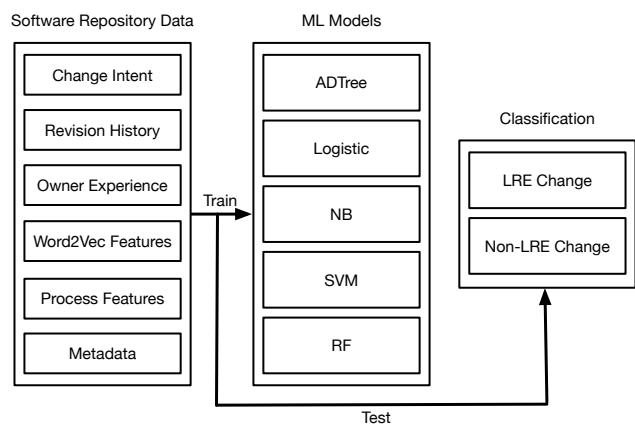 Software Repository Data
Change Intent
Revision History
Owner Experience
Word2Vec Features
Process Features
Metadata
Train
ML Models
ADTree
Logistic
NB
SVM
RF
Classification
LRE Change
Non-LRE Change
Test